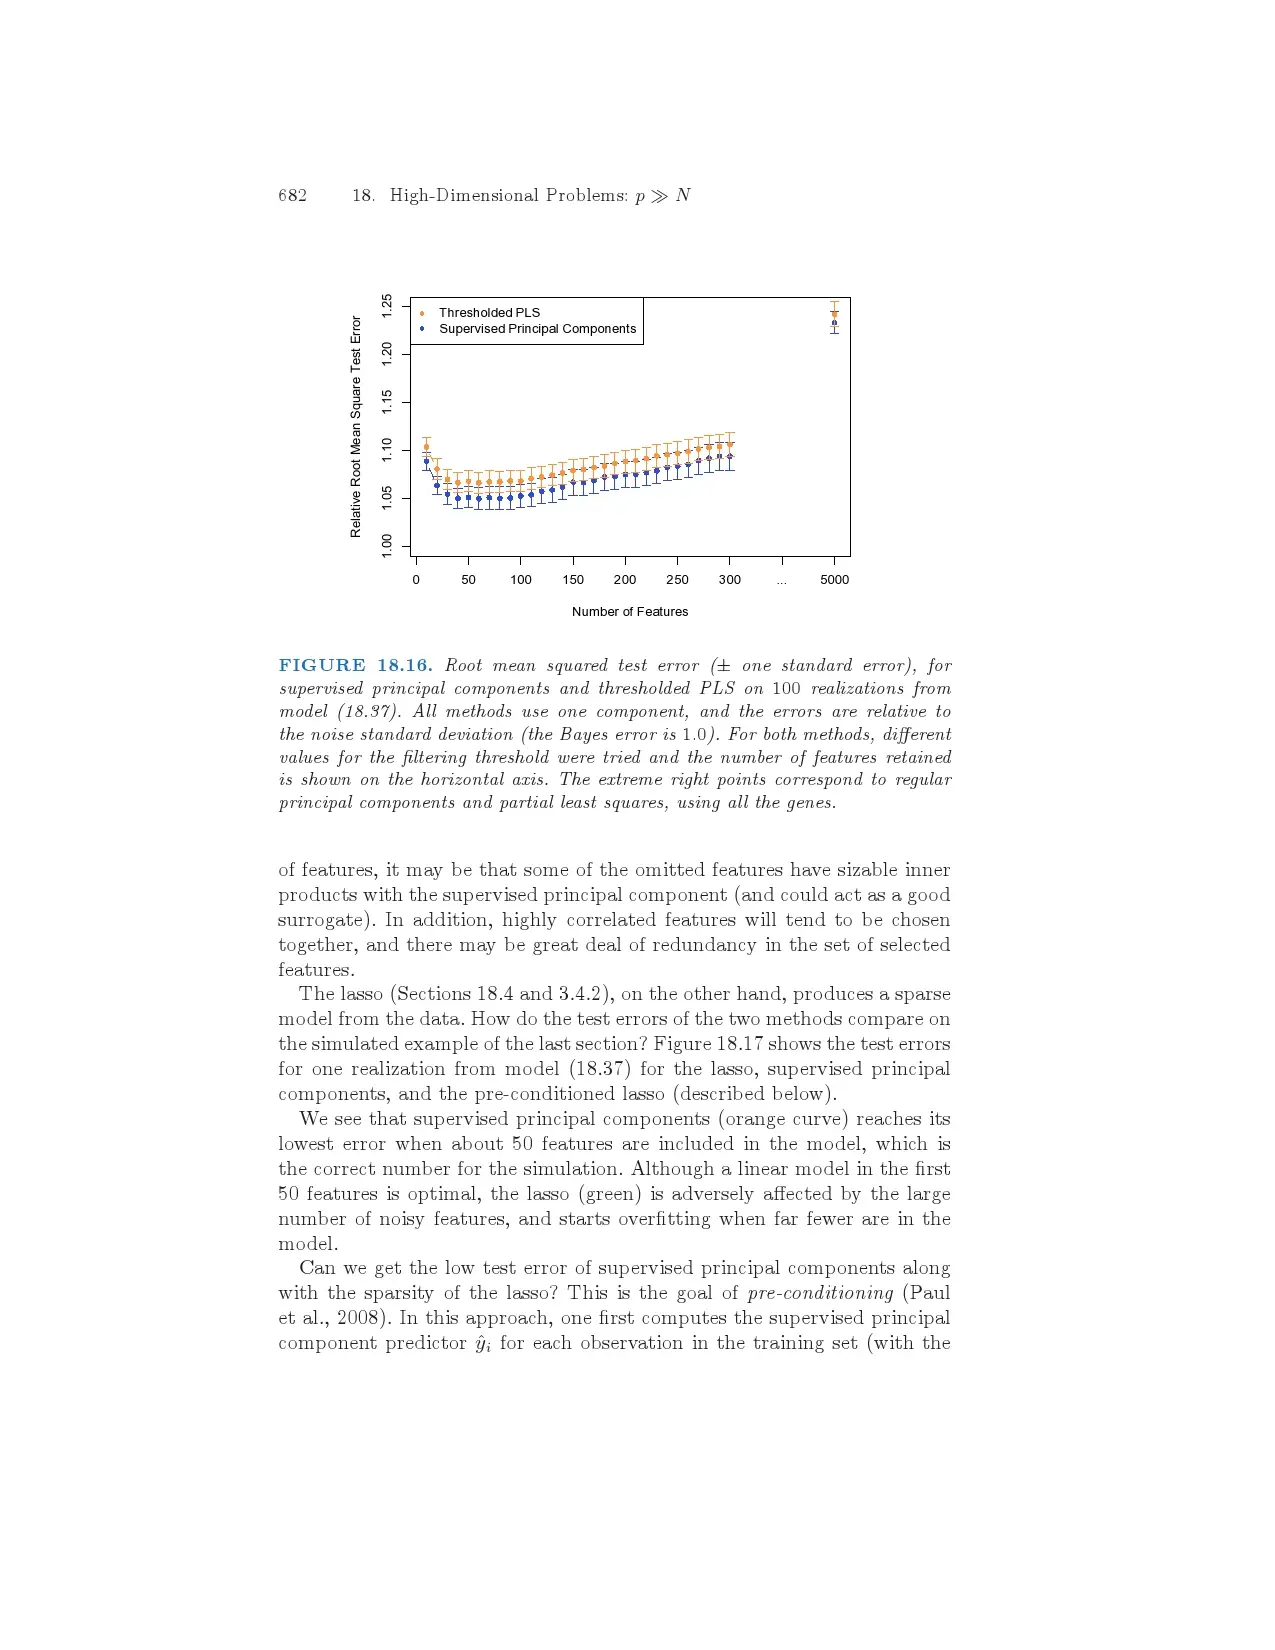 682 18. High-Dimensional Problems: p ≫ N
Thresholded PLS
Supervised Principal Components
Relative Root Mean Square Test Error
1.25
1.20
1.15
1.10
1.05
1.00
0 50 100 150 200 250 300 ... 5000
Number of Features
FIGURE 18.16. Root mean squared test error (± one standard error), for
supervised principal components and thresholded PLS on 100 realizations from
model (18.37). All methods use one component, and the errors are relative to
the noise standard deviation (the Bayes error is 1.0). For both methods, different
values for the filtering threshold were tried and the number of features retained
is shown on the horizontal axis. The extreme right points correspond to regular
principal components and partial least squares, using all the genes.
of features, it may be that some of the omitted features have sizable inner
products with the supervised principal component (and could act as a good
surrogate). In addition, highly correlated features will tend to be chosen
together, and there may be great deal of redundancy in the set of selected
features.
The lasso (Sections 18.4 and 3.4.2), on the other hand, produces a sparse
model from the data. How do the test errors of the two methods compare on
the simulated example of the last section? Figure 18.17 shows the test errors
for one realization from model (18.37) for the lasso, supervised principal
components, and the pre-conditioned lasso (described below).
We see that supervised principal components (orange curve) reaches its
lowest error when about 50 features are included in the model, which is
the correct number for the simulation. Although a linear model in the first
50 features is optimal, the lasso (green) is adversely affected by the large
number of noisy features, and starts overfitting when far fewer are in the
model.
Can we get the low test error of supervised principal components along
with the sparsity of the lasso? This is the goal of pre-conditioning (Paul
et al., 2008). In this approach, one first computes the supervised principal
component predictor ŷᵢ for each observation in the training set (with the